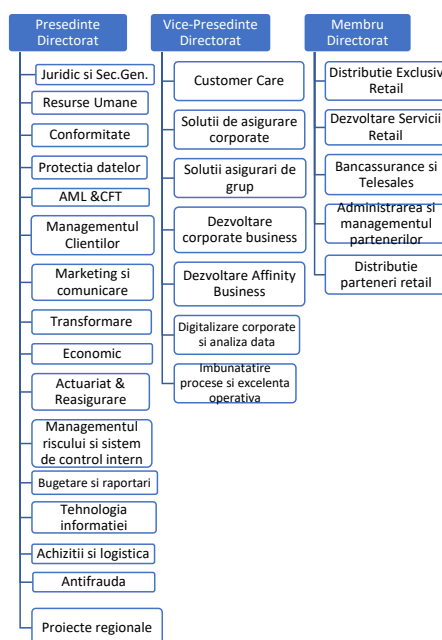 Presedinte
Directorat
Juridic si Sec.Gen.
Resurse Umane
Conformitate
Protectia datelor
AML &CFT
Managementul
Clientilor
Marketing si
comunicare
Transformare
Economic
Actuariat &
Reasigurare
Managementul
riscului si sistem
de control intern
Bugetare si raportari
Tehnologia
informatiei
Achizitii si logistica
Antifrauda
Proiecte regionale
Vice-Presedinte
Directorat
Customer Care
Solutii de asigurare
corporate
Solutii asigurari de
grup
Dezvoltare
corporate business
Dezvoltare Affinity
Business
Digitalizare corporate
si analiza data
Imbunatatire
procese si excelenta
operativa
Membru
Directorat
Distributie Exclusiv
Retail
Dezvoltare Servicii
Retail
Bancassurance si
Telesales
Administrarea si
managementul
partenerilor
Distributie
parteneri retail